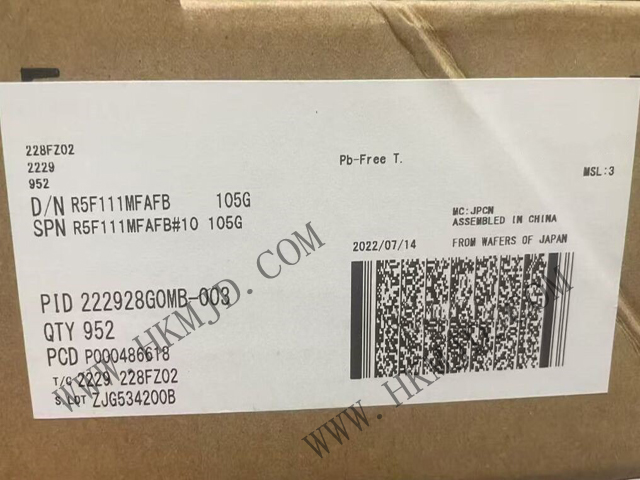 228FZ02
2229
952
Pb-Free T.
MSL:3
D/N R5F111MFAFB 105G
SPN R5F111MFAFB#10 105G
MC:JPCN
ASSEMBLED IN CHINA
2022/07/14 FROM WAFERS OF JAPAN
PID 222928G0MB-003
QTY 952
PCD P000486618
T/C 2229 228FZ02
S.LOT ZJG534200B
WWW.HKMJD.COM
WWW.HKMJD.COM